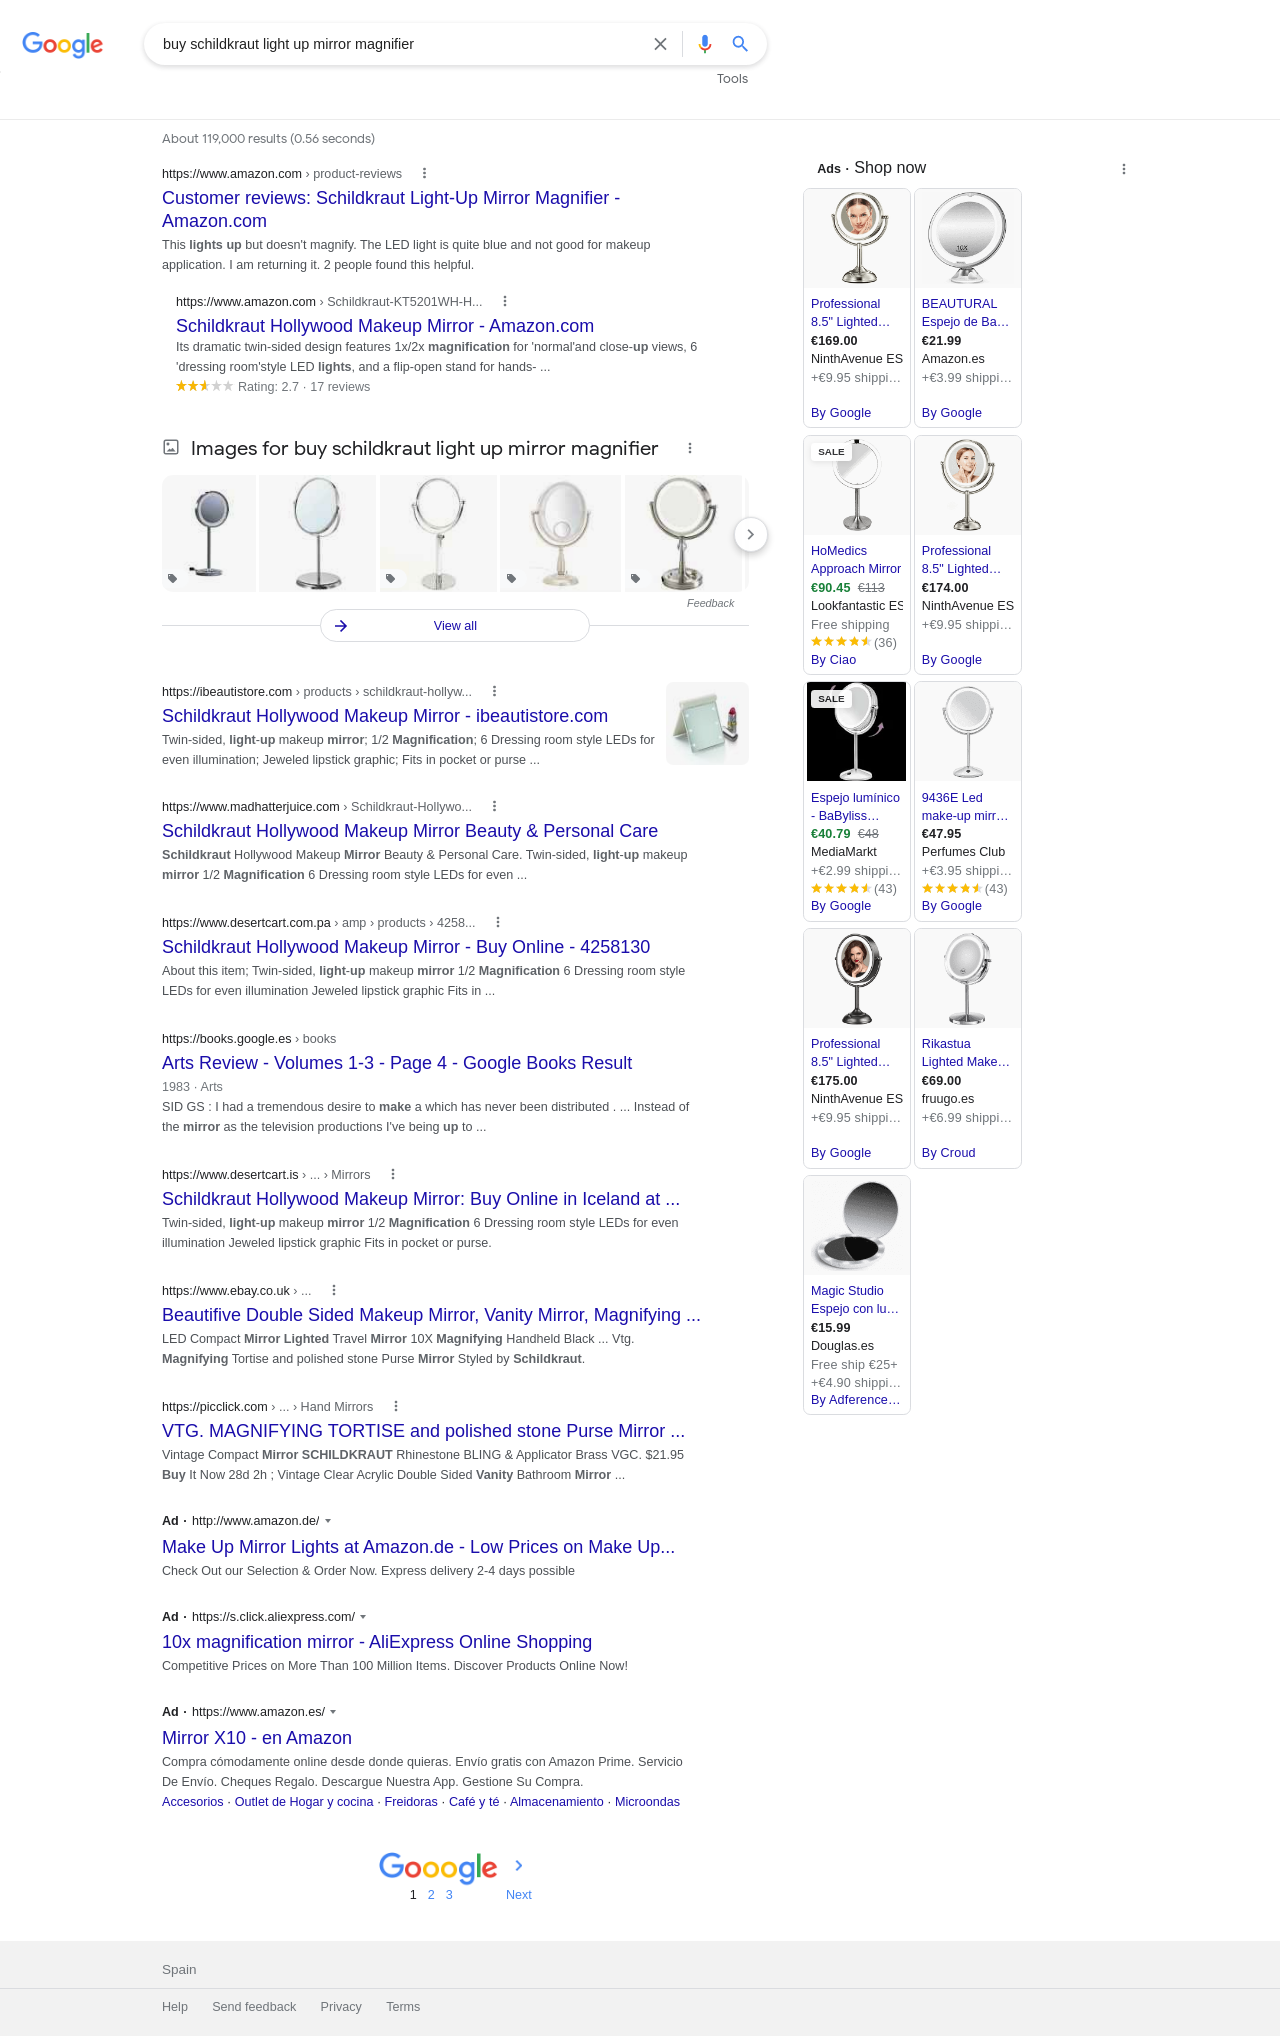 Google
buy schildkraut light up mirror magnifier
Tools
About 119,000 results (0.56 seconds)
https://www.amazon.com › product-reviews
Customer reviews: Schildkraut Light-Up Mirror Magnifier -
Amazon.com
This lights up but doesn't magnify. The LED light is quite blue and not good for makeup
application. I am returning it. 2 people found this helpful.
https://www.amazon.com › Schildkraut-KT5201WH-H...
Schildkraut Hollywood Makeup Mirror - Amazon.com
Its dramatic twin-sided design features 1x/2x magnification for 'normal'and close-up views, 6
'dressing room'style LED lights, and a flip-open stand for hands- ...
Rating: 2.7 · 17 reviews
Images for buy schildkraut light up mirror magnifier
Feedback
View all
https://ibeautistore.com › products › schildkraut-hollyw...
Schildkraut Hollywood Makeup Mirror - ibeautistore.com
Twin-sided, light-up makeup mirror; 1/2 Magnification; 6 Dressing room style LEDs for
even illumination; Jeweled lipstick graphic; Fits in pocket or purse ...
https://www.madhatterjuice.com › Schildkraut-Hollywo...
Schildkraut Hollywood Makeup Mirror Beauty & Personal Care
Schildkraut Hollywood Makeup Mirror Beauty & Personal Care. Twin-sided, light-up makeup
mirror 1/2 Magnification 6 Dressing room style LEDs for even ...
https://www.desertcart.com.pa › amp › products › 4258...
Schildkraut Hollywood Makeup Mirror - Buy Online - 4258130
About this item; Twin-sided, light-up makeup mirror 1/2 Magnification 6 Dressing room style
LEDs for even illumination Jeweled lipstick graphic Fits in ...
https://books.google.es › books
Arts Review - Volumes 1-3 - Page 4 - Google Books Result
1983 · Arts
SID GS : I had a tremendous desire to make a which has never been distributed . ... Instead of
the mirror as the television productions I've being up to ...
https://www.desertcart.is › ... › Mirrors
Schildkraut Hollywood Makeup Mirror: Buy Online in Iceland at ...
Twin-sided, light-up makeup mirror 1/2 Magnification 6 Dressing room style LEDs for even
illumination Jeweled lipstick graphic Fits in pocket or purse.
https://www.ebay.co.uk › ...
Beautifive Double Sided Makeup Mirror, Vanity Mirror, Magnifying ...
LED Compact Mirror Lighted Travel Mirror 10X Magnifying Handheld Black ... Vtg.
Magnifying Tortise and polished stone Purse Mirror Styled by Schildkraut.
https://picclick.com › ... › Hand Mirrors
VTG. MAGNIFYING TORTISE and polished stone Purse Mirror ...
Vintage Compact Mirror SCHILDKRAUT Rhinestone BLING & Applicator Brass VGC. $21.95
Buy It Now 28d 2h ; Vintage Clear Acrylic Double Sided Vanity Bathroom Mirror ...
Ad · http://www.amazon.de/
Make Up Mirror Lights at Amazon.de - Low Prices on Make Up...
Check Out our Selection & Order Now. Express delivery 2-4 days possible
Ad · https://s.click.aliexpress.com/
10x magnification mirror - AliExpress Online Shopping
Competitive Prices on More Than 100 Million Items. Discover Products Online Now!
Ad · https://www.amazon.es/
Mirror X10 - en Amazon
Compra cómodamente online desde donde quieras. Envío gratis con Amazon Prime. Servicio
De Envío. Cheques Regalo. Descargue Nuestra App. Gestione Su Compra.
Accesorios · Outlet de Hogar y cocina · Freidoras · Café y té · Almacenamiento · Microondas
Gooogle
1 2 3 Next
Ads · Shop now
10X
Professional
8.5" Lighted…
€169.00
NinthAvenue ES
+€9.95 shippi…
By Google
BEAUTURAL
Espejo de Ba…
€21.99
Amazon.es
+€3.99 shippi…
By Google
SALE
HoMedics
Approach Mirror
€90.45 €113
Lookfantastic ES
Free shipping
(36)
By Ciao
Professional
8.5" Lighted…
€174.00
NinthAvenue ES
+€9.95 shippi…
By Google
SALE
Espejo lumínico
- BaByliss…
€40.79 €48
MediaMarkt
+€2.99 shippi…
(43)
By Google
9436E Led
make-up mirr…
€47.95
Perfumes Club
+€3.95 shippi…
(43)
By Google
Professional
8.5" Lighted…
€175.00
NinthAvenue ES
+€9.95 shippi…
By Google
Rikastua
Lighted Make…
€69.00
fruugo.es
+€6.99 shippi…
By Croud
Magic Studio
Espejo con lu…
€15.99
Douglas.es
Free ship €25+
+€4.90 shippi…
By Adference…
Spain
Help Send feedback Privacy Terms